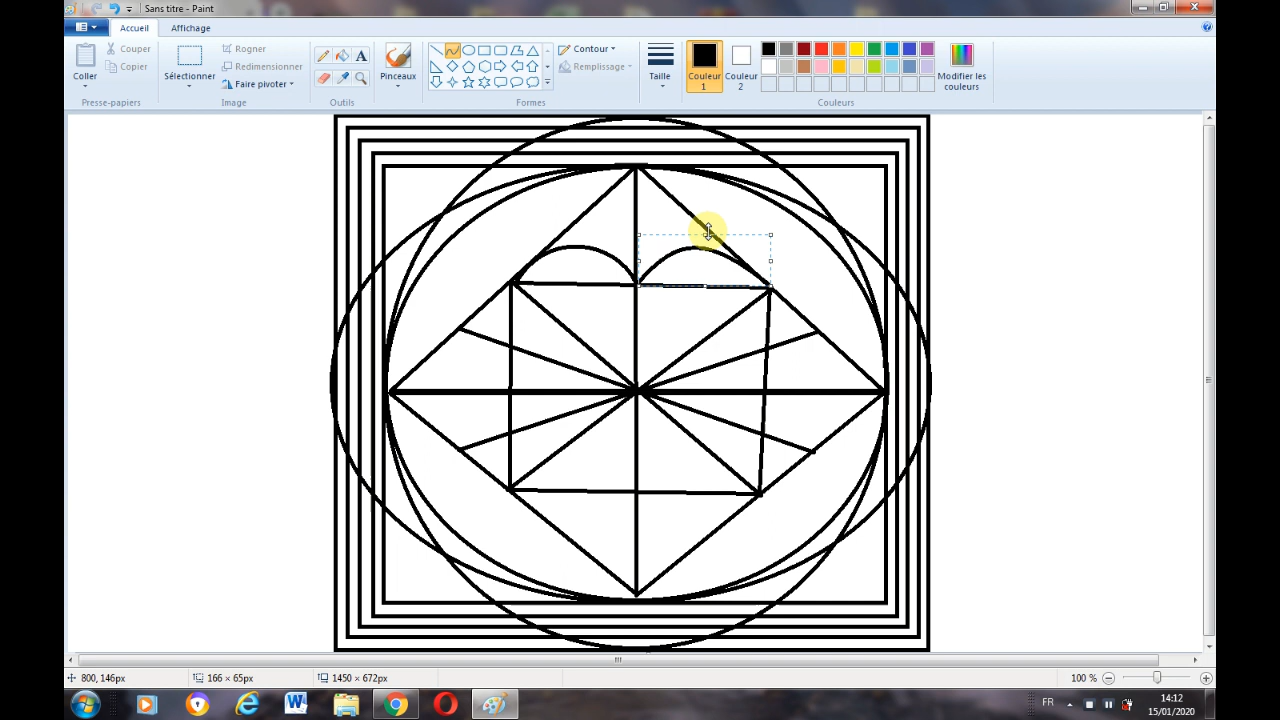 Sans titre - Paint
Accueil
Affichage
Coller
Couper
Copier
Presse-papiers
Sélectionner
Rogner
Redimensionner
Faire pivoter
Image
A
Outils
Pinceaux
Contour
Remplissage
Formes
Taille
Couleur
1
Couleur
2
Modifier les
couleurs
Couleurs
800, 146px
166 × 65px
1450 × 672px
100 %
FR
14:12
15/01/2020